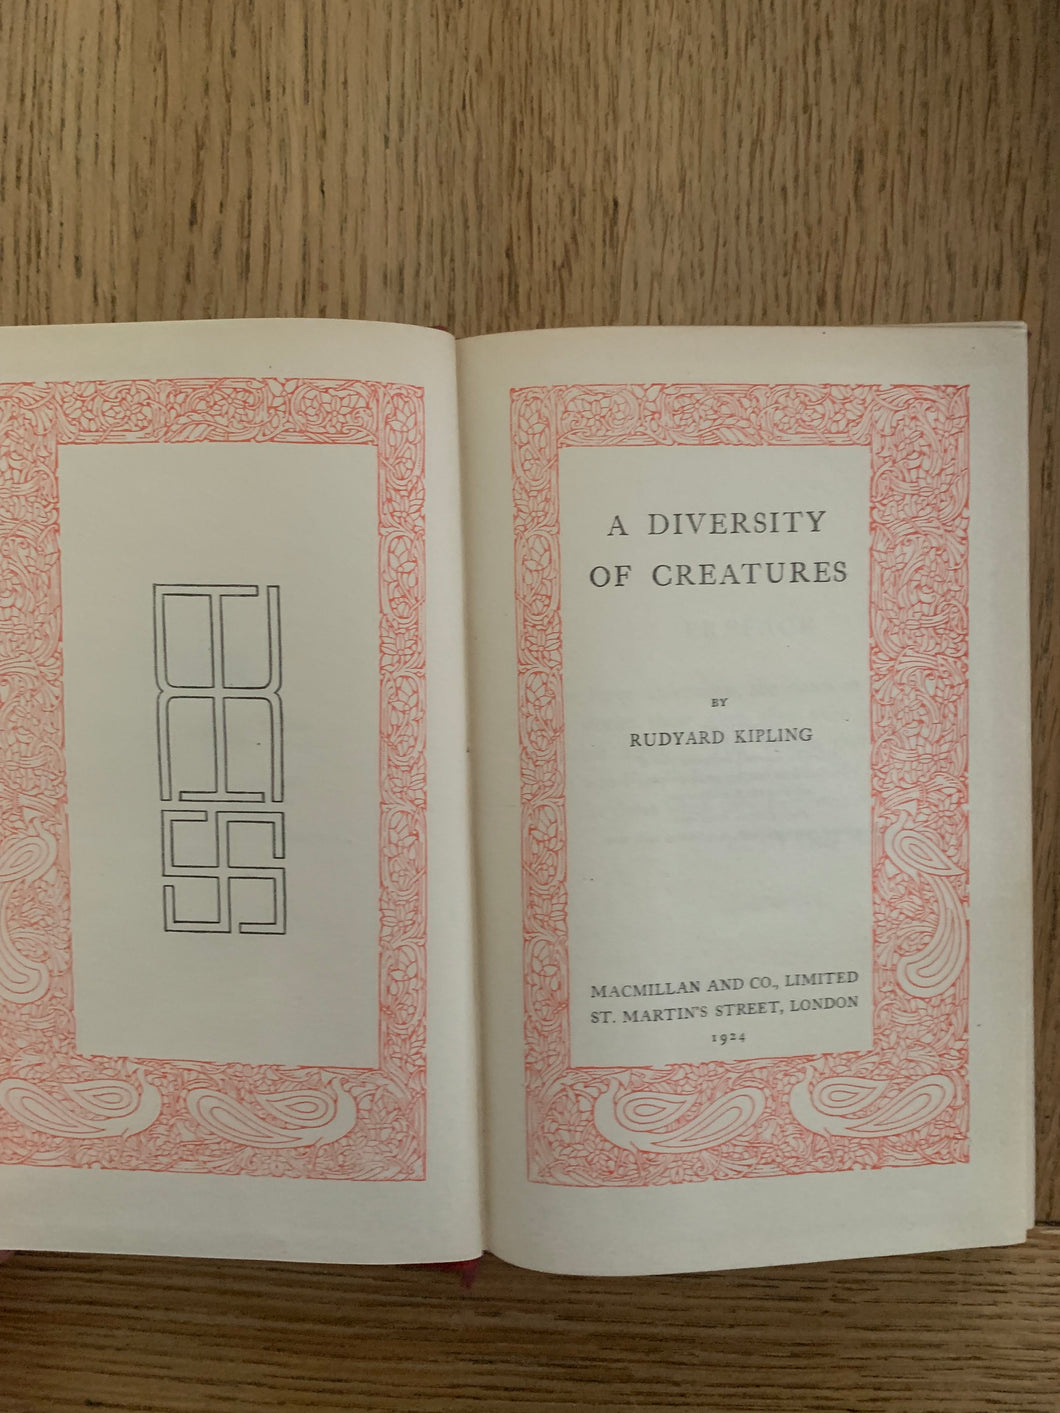 A DIVERSITY
OF CREATURES
BY
RUDYARD KIPLING
MACMILLAN AND CO., LIMITED
ST. MARTIN'S STREET, LONDON
1924